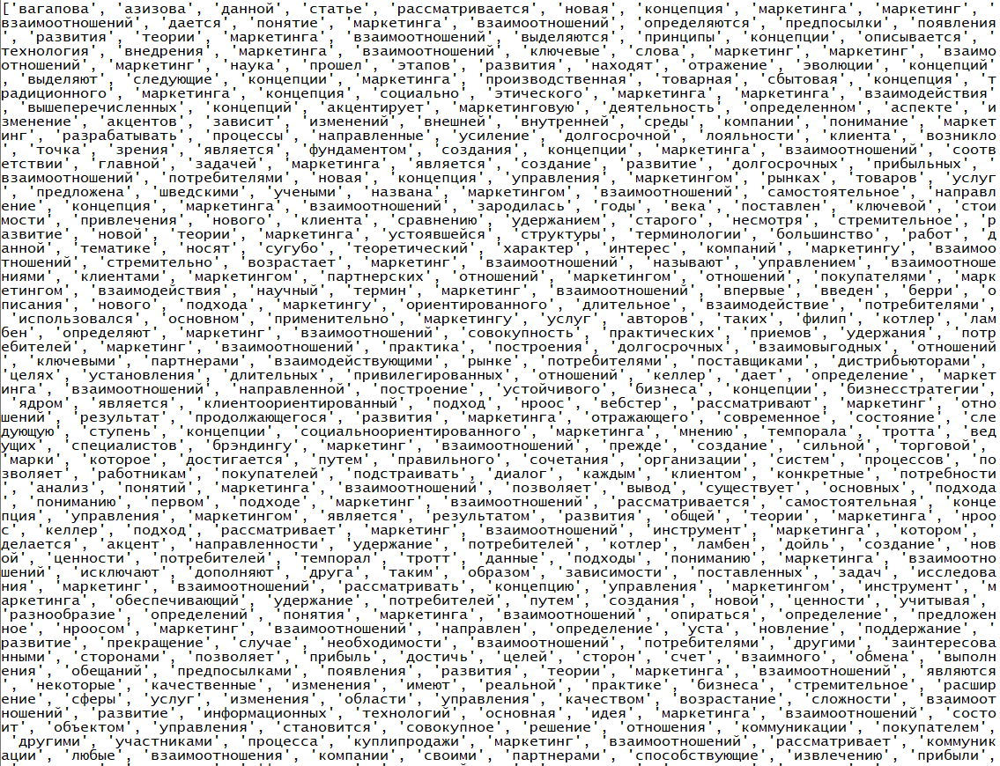 ['вагапова', 'азизова', 'данной', 'статье', 'рассматривается', 'новая', 'концепция', 'маркетинга', 'маркетинг', '
взаимоотношений', 'дается', 'понятие', 'маркетинга', 'взаимоотношений', 'определяются', 'предпосылки', 'появления'
, 'развития', 'теории', 'маркетинга', 'взаимоотношений', 'выделяются', 'принципы', 'концепции', 'описывается', '
технология', 'внедрения', 'маркетинга', 'взаимоотношений', 'ключевые', 'слова', 'маркетинг', 'маркетинг', 'взаимо
отношений', 'маркетинг', 'наука', 'прошел', 'этапов', 'развития', 'находят', 'отражение', 'эволюции', 'концепций'
, 'выделяют', 'следующие', 'концепции', 'маркетинга', 'производственная', 'товарная', 'сбытовая', 'концепция', 'т
радиционного', 'маркетинга', 'концепция', 'социально', 'этического', 'маркетинга', 'маркетинга', 'взаимодействия'
, 'вышеперечисленных', 'концепций', 'акцентирует', 'маркетинговую', 'деятельность', 'определенном', 'аспекте', 'и
зменение', 'акцентов', 'зависит', 'изменений', 'внешней', 'внутренней', 'среды', 'компании', 'понимание', 'маркет
инг', 'разрабатывать', 'процессы', 'направленные', 'усиление', 'долгосрочной', 'лояльности', 'клиента', 'возникло
', 'точка', 'зрения', 'является', 'фундаментом', 'создания', 'концепции', 'маркетинга', 'взаимоотношений', 'соотв
етствии', 'главной', 'задачей', 'маркетинга', 'является', 'создание', 'развитие', 'долгосрочных', 'прибыльных', '
взаимоотношений', 'потребителями', 'новая', 'концепция', 'управления', 'маркетингом', 'рынках', 'товаров', 'услуг
', 'предложена', 'шведскими', 'учеными', 'названа', 'маркетингом', 'взаимоотношений', 'самостоятельное', 'направл
ение', 'концепция', 'маркетинга', 'взаимоотношений', 'зародилась', 'годы', 'века', 'поставлен', 'ключевой', 'стои
мости', 'привлечения', 'нового', 'клиента', 'сравнению', 'удержанием', 'старого', 'несмотря', 'стремительное', 'р
азвитие', 'новой', 'теории', 'маркетинга', 'устоявшейся', 'структуры', 'терминологии', 'большинство', 'работ', 'д
анной', 'тематике', 'носят', 'сугубо', 'теоретический', 'характер', 'интерес', 'компаний', 'маркетингу', 'взаимоо
тношений', 'стремительно', 'возрастает', 'маркетинг', 'взаимоотношений', 'называют', 'управлением', 'взаимоотноше
ниями', 'клиентами', 'маркетингом', 'партнерских', 'отношений', 'маркетингом', 'отношений', 'покупателями', 'марк
етингом', 'взаимодействия', 'научный', 'термин', 'маркетинг', 'взаимоотношений', 'впервые', 'введен', 'берри', 'о
писания', 'нового', 'подхода', 'маркетингу', 'ориентированного', 'длительное', 'взаимодействие', 'потребителями',
'использовался', 'основном', 'применительно', 'маркетингу', 'услуг', 'авторов', 'таких', 'филип', 'котлер', 'лам
бен', 'определяют', 'маркетинг', 'взаимоотношений', 'совокупность', 'практических', 'приемов', 'удержания', 'потр
ебителей', 'маркетинг', 'взаимоотношений', 'практика', 'построения', 'долгосрочных', 'взаимовыгодных', 'отношений
', 'ключевыми', 'партнерами', 'взаимодействующими', 'рынке', 'потребителями', 'поставщиками', 'дистрибьюторами',
'целях', 'установления', 'длительных', 'привилегированных', 'отношений', 'келлер', 'дает', 'определение', 'маркет
инга', 'взаимоотношений', 'направленной', 'построение', 'устойчивого', 'бизнеса', 'концепции', 'бизнесстратегии',
'ядром', 'является', 'клиентоориентированный', 'подход', 'нроос', 'вебстер', 'рассматривают', 'маркетинг', 'отно
шений', 'результат', 'продолжающегося', 'развития', 'маркетинга', 'отражающего', 'современное', 'состояние', 'сле
дующую', 'ступень', 'концепции', 'социальноориентированного', 'маркетинга', 'мнению', 'темпорала', 'тротта', 'вед
ущих', 'специалистов', 'брэндингу', 'маркетинг', 'взаимоотношений', 'прежде', 'создание', 'сильной', 'торговой',
'марки', 'которое', 'достигается', 'путем', 'правильного', 'сочетания', 'организации', 'систем', 'процессов', 'по
зволяет', 'работникам', 'покупателей', 'подстраивать', 'диалог', 'каждым', 'клиентом', 'конкретные', 'потребности
', 'анализ', 'понятий', 'маркетинга', 'взаимоотношений', 'позволяет', 'вывод', 'существует', 'основных', 'подхода
', 'пониманию', 'первом', 'подходе', 'маркетинг', 'взаимоотношений', 'рассматривается', 'самостоятельная', 'конце
пция', 'управления', 'маркетингом', 'является', 'результатом', 'развития', 'общей', 'теории', 'маркетинга', 'нроо
с', 'келлер', 'подход', 'рассматривает', 'маркетинг', 'взаимоотношений', 'инструмент', 'маркетинга', 'котором', '
делается', 'акцент', 'направленности', 'удержание', 'потребителей', 'котлер', 'ламбен', 'дойль', 'создание', 'нов
ой', 'ценности', 'потребителей', 'темпорал', 'тротт', 'данные', 'подходы', 'пониманию', 'маркетинга', 'взаимоотно
шений', 'исключают', 'дополняют', 'друга', 'таким', 'образом', 'зависимости', 'поставленных', 'задач', 'исследова
ния', 'маркетинг', 'взаимоотношений', 'рассматривать', 'концепцию', 'управления', 'маркетингом', 'инструмент', 'м
аркетинга', 'обеспечивающий', 'удержание', 'потребителей', 'путем', 'создания', 'новой', 'ценности', 'учитывая',
'разнообразие', 'определений', 'понятия', 'маркетинга', 'взаимоотношений', 'опираться', 'определение', 'предложен
ное', 'нроосом', 'маркетинг', 'взаимоотношений', 'направлен', 'определение', 'уста', 'новление', 'поддержание', '
развитие', 'прекращение', 'случае', 'необходимости', 'взаимоотношений', 'потребителями', 'другими', 'заинтересова
нными', 'сторонами', 'позволяет', 'прибыль', 'достичь', 'целей', 'сторон', 'счет', 'взаимного', 'обмена', 'выполн
ения', 'обещаний', 'предпосылками', 'появления', 'развития', 'теории', 'маркетинга', 'взаимоотношений', 'являются
', 'некоторые', 'качественные', 'изменения', 'имеют', 'реальной', 'практике', 'бизнеса', 'стремительное', 'расшир
ение', 'сферы', 'услуг', 'изменения', 'области', 'управления', 'качеством', 'возрастание', 'сложности', 'взаимоот
ношений', 'развитие', 'информационных', 'технологий', 'основная', 'идея', 'маркетинга', 'взаимоотношений', 'состо
ит', 'объектом', 'управления', 'становится', 'совокупное', 'решение', 'отношения', 'коммуникации', 'покупателем',
'другими', 'участниками', 'процесса', 'куплипродажи', 'маркетинг', 'взаимоотношений', 'рассматривает', 'коммуник
ации', 'любые', 'взаимоотношения', 'компании', 'своими', 'партнерами', 'способствующие', 'извлечению', 'прибыли',